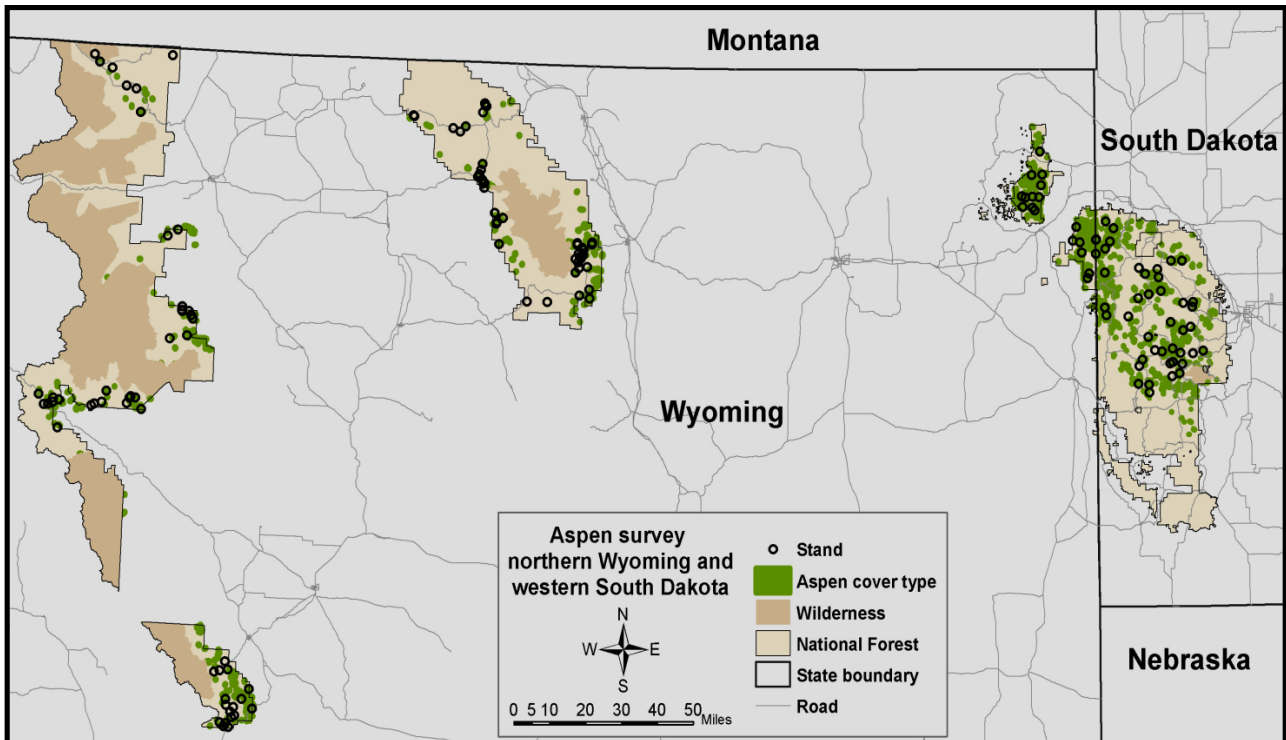 Montana
South Dakota
Wyoming
Nebraska
Aspen survey
northern Wyoming and
western South Dakota
N
W E
S
0 5 10 20 30 40 50 Miles
Stand
Aspen cover type
Wilderness
National Forest
State boundary
Road